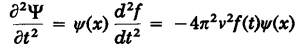 ∂²Ψ/∂t² = ψ(x) d²f/dt² = −4π²ν²f(t)ψ(x)